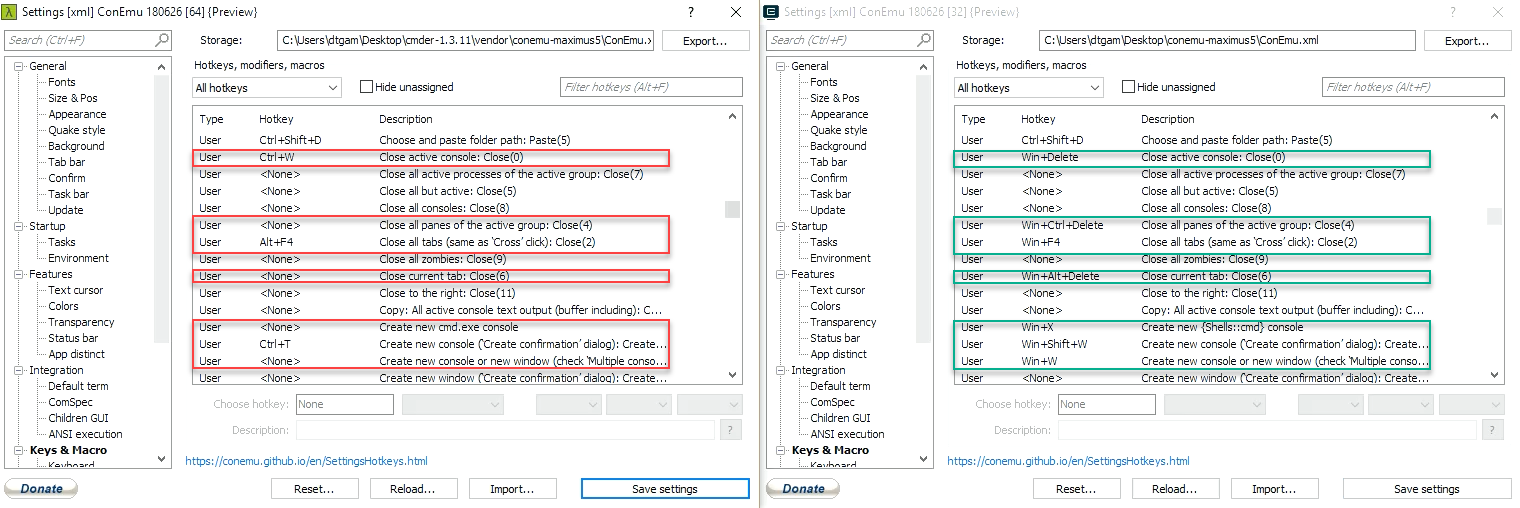 Settings [xml] ConEmu 180626 [64] {Preview}
?
Search (Ctrl+F)
Storage:
C:\Users\dtgam\Desktop\cmder-1.3.11\vendor\conemu-maximus5\ConEmu.x
Export...
General
Fonts
Size & Pos
Appearance
Quake style
Background
Tab bar
Confirm
Task bar
Update
Startup
Tasks
Environment
Features
Text cursor
Colors
Transparency
Status bar
App distinct
Integration
Default term
ComSpec
Children GUI
ANSI execution
Keys & Macro
Keyboard
Hotkeys, modifiers, macros
All hotkeys
Hide unassigned
Filter hotkeys (Alt+F)
Type Hotkey Description
User Ctrl+Shift+D Choose and paste folder path: Paste(5)
User Ctrl+W Close active console: Close(0)
User <None> Close all active processes of the active group: Close(7)
User <None> Close all but active: Close(5)
User <None> Close all consoles: Close(8)
User <None> Close all panes of the active group: Close(4)
User Alt+F4 Close all tabs (same as ‘Cross’ click): Close(2)
User <None> Close all zombies: Close(9)
User <None> Close current tab: Close(6)
User <None> Close to the right: Close(11)
User <None> Copy: All active console text output (buffer including): C...
User <None> Create new cmd.exe console
User Ctrl+T Create new console (‘Create confirmation’ dialog): Create...
User <None> Create new console or new window (check ‘Multiple conso...
User <None> Create new window (‘Create confirmation’ dialog): Create...
Choose hotkey: None
Description:
?
https://conemu.github.io/en/SettingsHotkeys.html
Donate
Reset...
Reload...
Import...
Save settings
Settings [xml] ConEmu 180626 [32] {Preview}
?
Search (Ctrl+F)
Storage:
C:\Users\dtgam\Desktop\conemu-maximus5\ConEmu.xml
Export...
General
Fonts
Size & Pos
Appearance
Quake style
Background
Tab bar
Confirm
Task bar
Update
Startup
Tasks
Environment
Features
Text cursor
Colors
Transparency
Status bar
App distinct
Integration
Default term
ComSpec
Children GUI
ANSI execution
Keys & Macro
Keyboard
Hotkeys, modifiers, macros
All hotkeys
Hide unassigned
Filter hotkeys (Alt+F)
Type Hotkey Description
User Ctrl+Shift+D Choose and paste folder path: Paste(5)
User Win+Delete Close active console: Close(0)
User <None> Close all active processes of the active group: Close(7)
User <None> Close all but active: Close(5)
User <None> Close all consoles: Close(8)
User Win+Ctrl+Delete Close all panes of the active group: Close(4)
User Win+F4 Close all tabs (same as ‘Cross’ click): Close(2)
User <None> Close all zombies: Close(9)
User Win+Alt+Delete Close current tab: Close(6)
User <None> Close to the right: Close(11)
User <None> Copy: All active console text output (buffer including): C...
User Win+X Create new {Shells::cmd} console
User Win+Shift+W Create new console (‘Create confirmation’ dialog): Create...
User Win+W Create new console or new window (check ‘Multiple conso...
User <None> Create new window (‘Create confirmation’ dialog): Create...
Choose hotkey: None
Description:
?
https://conemu.github.io/en/SettingsHotkeys.html
Donate
Reset...
Reload...
Import...
Save settings